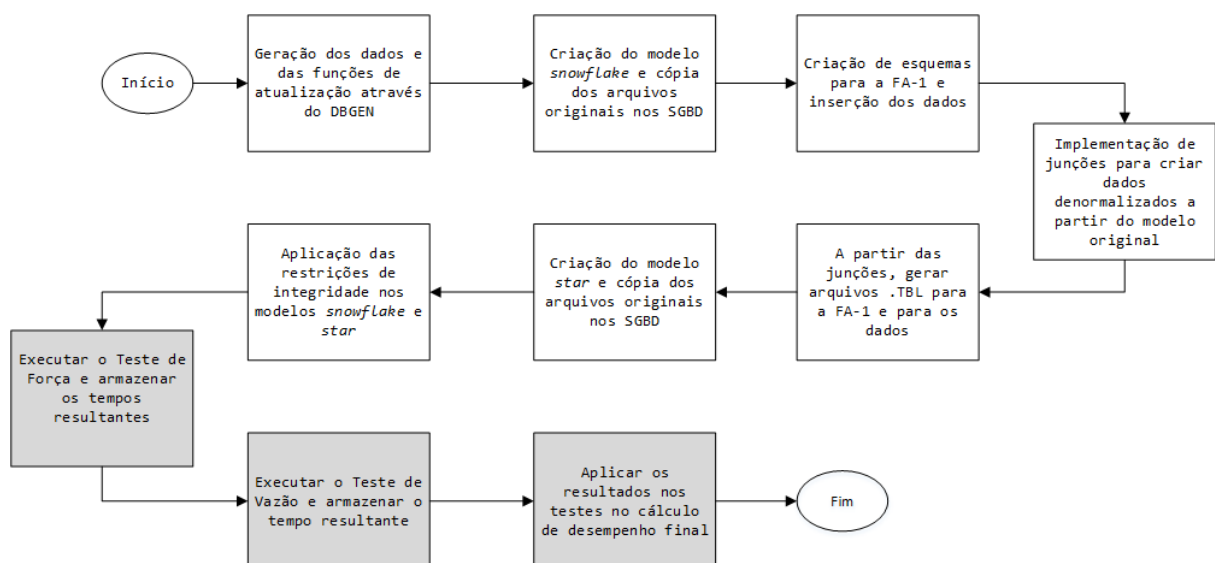 Início
Geração dos dados e
das funções de
atualização através
do DBGEN
Criação do modelo
snowflake e cópia
dos arquivos
originais nos SGBD
Criação de esquemas
para a FA-1 e
inserção dos dados
Implementação de
junções para criar
dados
denormalizados a
partir do modelo
original
A partir das
junções, gerar
arquivos .TBL para
a FA-1 e para os
dados
Criação do modelo
star e cópia dos
arquivos originais
nos SGBD
Aplicação das
restrições de
integridade nos
modelos snowflake e
star
Executar o Teste de
Força e armazenar
os tempos
resultantes
Executar o Teste de
Vazão e armazenar o
tempo resultante
Aplicar os
resultados nos
testes no cálculo
de desempenho final
Fim